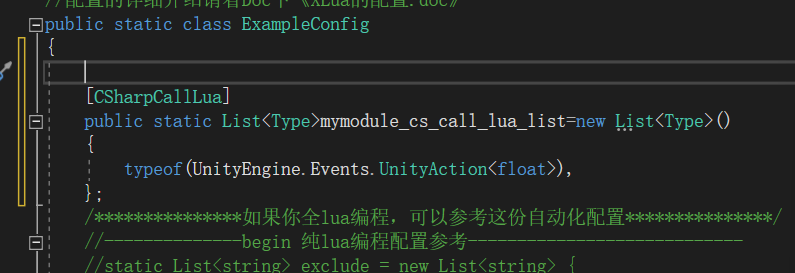 //配置的详细介绍请看Doc下《XLua的配置.doc》
public static class ExampleConfig
{
[CSharpCallLua]
public static List<Type>mymodule_cs_call_lua_list=new List<Type>()
{
typeof(UnityEngine.Events.UnityAction<float>),
};
/***************如果你全lua编程，可以参考这份自动化配置***************/
//--------------begin 纯lua编程配置参考----------------------------
//static List<string> exclude = new List<string> {